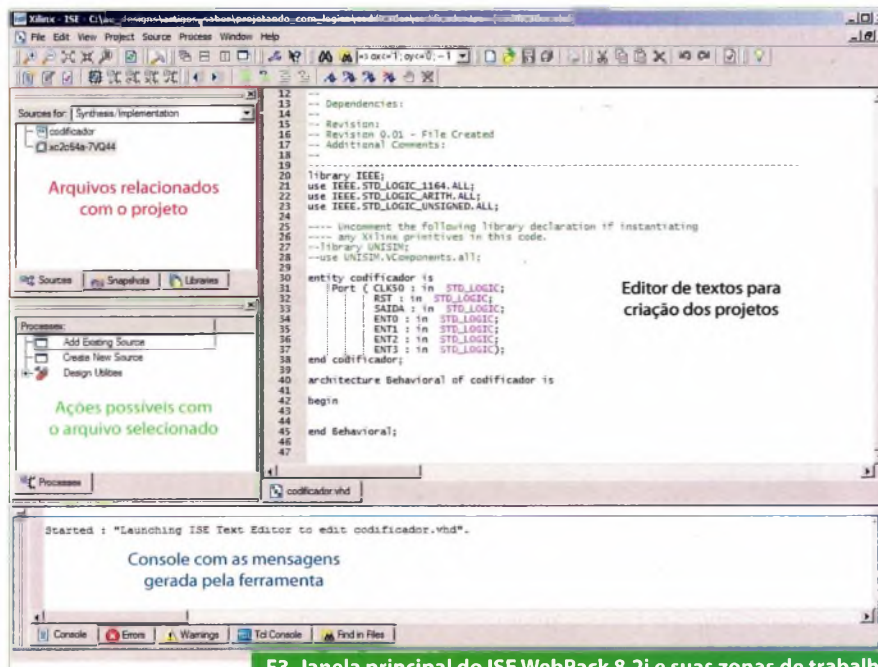 Xilinx - ISE - C:\
File Edit View Project Source Process Window Help
Sources for: Synthesis/Implementation
codificador
xc2c64a-7VQ44
Arquivos relacionados
com o projeto
Sources Snapshots Libraries
Processes:
Add Existing Source
Create New Source
Design Utilities
Ações possíveis com
o arquivo selecionado
Processes
12 --
13 -- Dependencies:
14 --
15 -- Revision:
16 -- Revision 0.01 - File Created
17 -- Additional Comments:
18 --
19 ----------------------------------------------------------------------------------
20 library IEEE;
21 use IEEE.STD_LOGIC_1164.ALL;
22 use IEEE.STD_LOGIC_ARITH.ALL;
23 use IEEE.STD_LOGIC_UNSIGNED.ALL;
24
25 ---- Uncomment the following library declaration if instantiating
26 ---- any Xilinx primitives in this code.
27 --library UNISIM;
28 --use UNISIM.VComponents.all;
29
30 entity codificador is
31 Port ( CLK50 : in STD_LOGIC;
32 RST : in STD_LOGIC;
33 SAIDA : in STD_LOGIC;
34 ENT0 : in STD_LOGIC;
35 ENT1 : in STD_LOGIC;
36 ENT2 : in STD_LOGIC;
37 ENT3 : in STD_LOGIC);
38 end codificador;
39
40 architecture Behavioral of codificador is
41
42 begin
43
44
45 end Behavioral;
46
47
Editor de textos para
criação dos projetos
codificador.vhd
Started : "Launching ISE Text Editor to edit codificador.vhd".
Console com as mensagens
gerada pela ferramenta
Console Errors Warnings Tcl Console Find in Files
F3. Janela principal do ISE WebPack 8.2i e suas zonas de trabalh